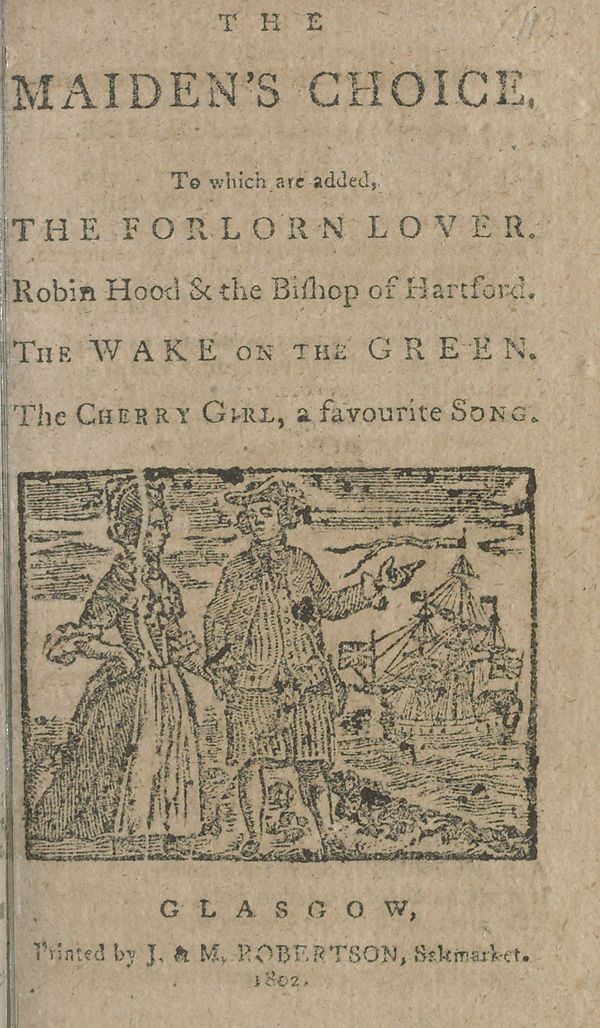 THE
MAIDEN'S CHOICE.
To which are added,
THE FORLORN LOVER.
Robin Hood & the Biſhop of Hartford.
THE WAKE ON THE GREEN.
The CHERRY GIRL, a favourite SONG.
GLASGOW,
Printed by J. & M. ROBERTSON, Saltmarket.
1802.